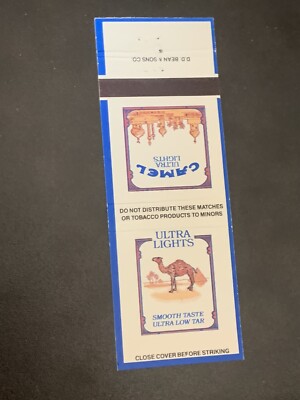 D.D. BEAN & SONS CO.
CAMEL
ULTRA
LIGHTS
DO NOT DISTRIBUTE THESE MATCHES
OR TOBACCO PRODUCTS TO MINORS
ULTRA
LIGHTS
SMOOTH TASTE
ULTRA LOW TAR
CLOSE COVER BEFORE STRIKING